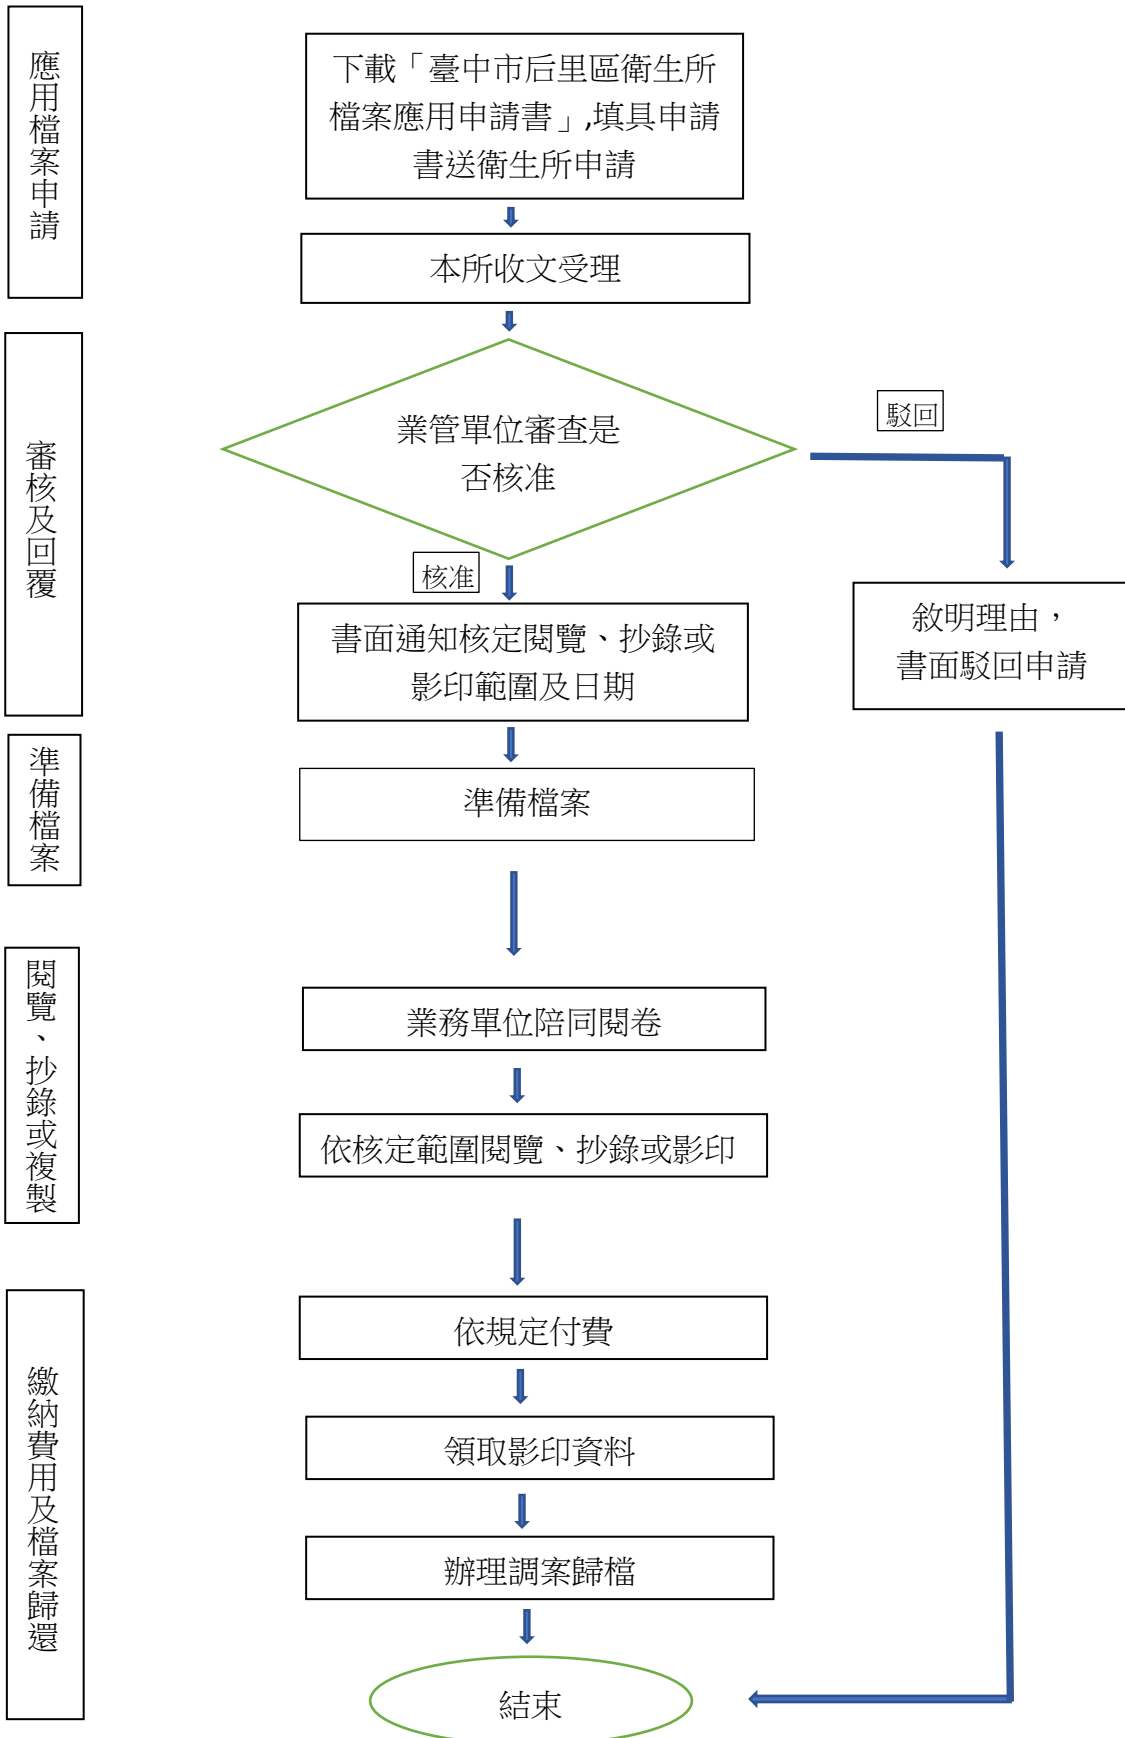 應用檔案申請
下載「臺中市后里區衛生所
檔案應用申請書」,填具申請
書送衛生所申請
本所收文受理
審核及回覆
業管單位審查是
否核准
駁回
核准
書面通知核定閱覽、抄錄或
影印範圍及日期
敘明理由，
書面駁回申請
準備檔案
準備檔案
閱覽、抄錄或複製
業務單位陪同閱卷
依核定範圍閱覽、抄錄或影印
繳納費用及檔案歸還
依規定付費
領取影印資料
辦理調案歸檔
結束